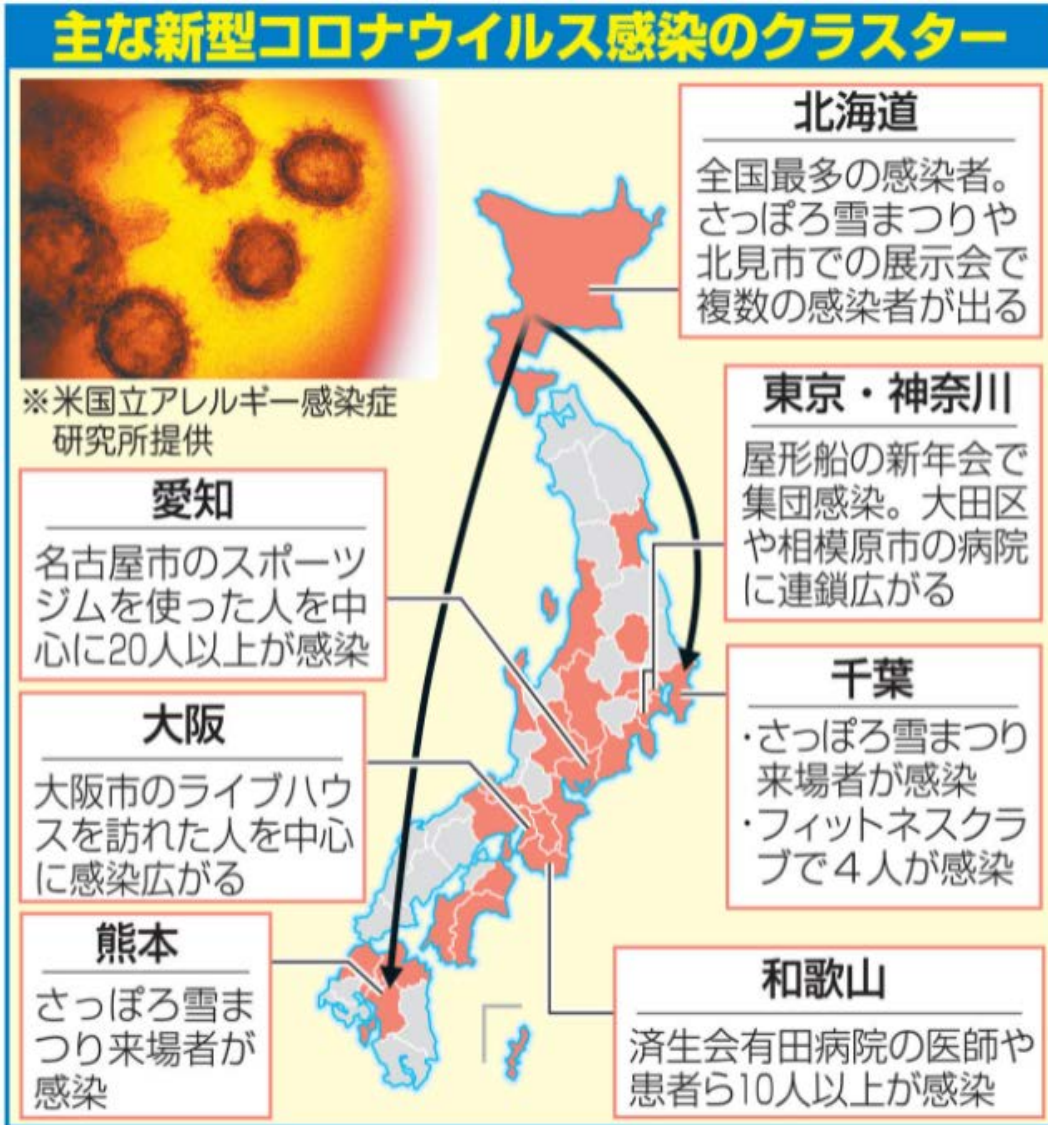 主な新型コロナウイルス感染のクラスター
※米国立アレルギー感染症
研究所提供
北海道
全国最多の感染者。
さっぽろ雪まつりや
北見市での展示会で
複数の感染者が出る
東京・神奈川
屋形船の新年会で
集団感染。大田区
や相模原市の病院
に連鎖広がる
愛知
名古屋市のスポーツ
ジムを使った人を中
心に20人以上が感染
千葉
・さっぽろ雪まつり
来場者が感染
・フィットネスクラ
ブで4人が感染
大阪
大阪市のライブハウ
スを訪れた人を中心
に感染広がる
熊本
さっぽろ雪ま
つり来場者が
感染
和歌山
済生会有田病院の医師や
患者ら10人以上が感染